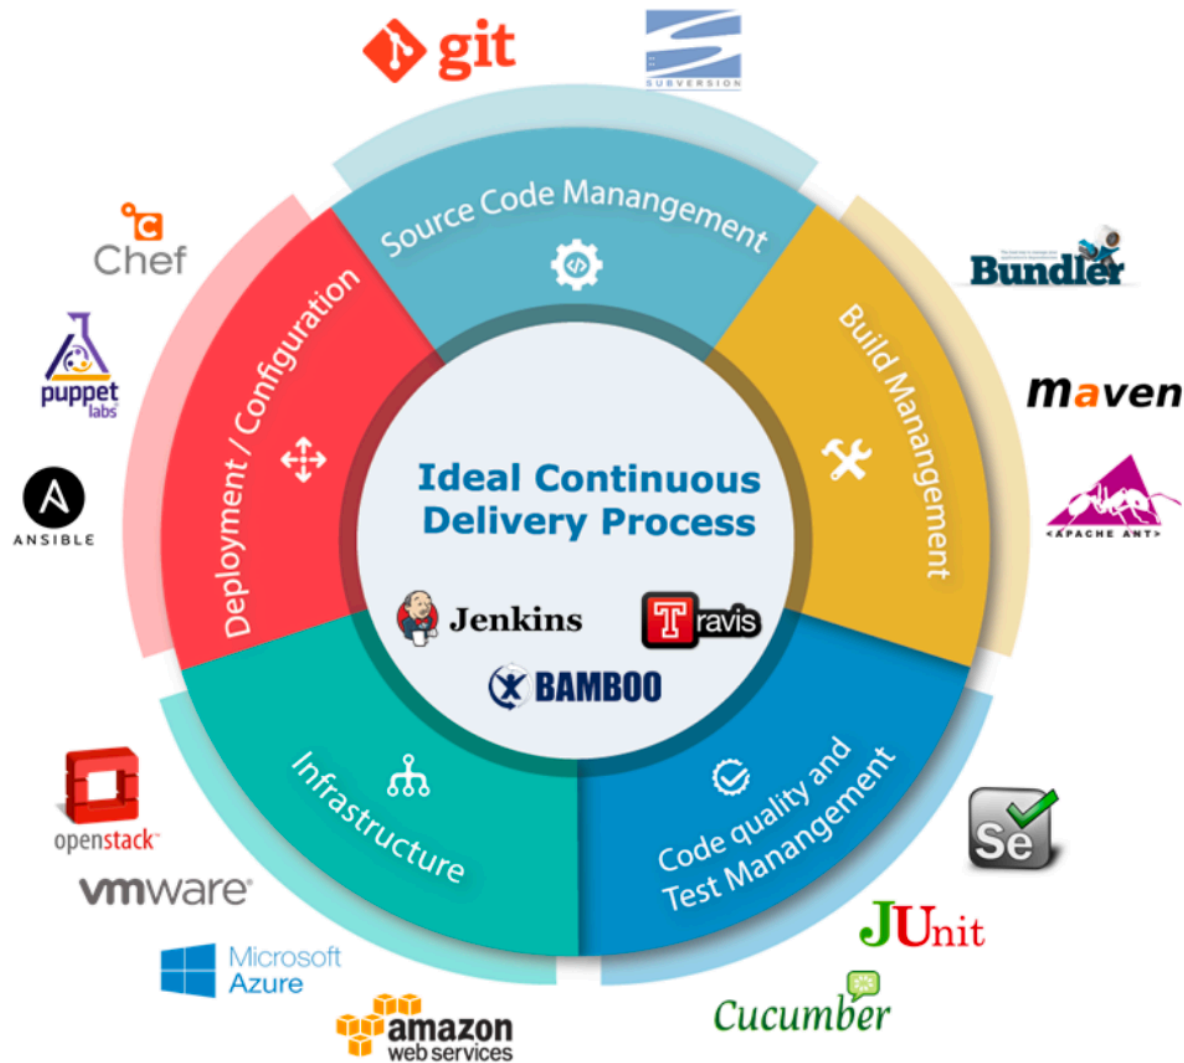 git
SUBVERSION
Source Code Manangement
Chef
Bundler
Build Manangement
Deployment / Configuration
puppet
labs
maven
Ideal Continuous
Delivery Process
A
ANSIBLE
<APACHE ANT>
Jenkins
Travis
BAMBOO
Infrastructure
Code quality and
Test Manangement
openstack™
Se
vmware®
JUnit
Microsoft
Azure
Cucumber
amazon
web services